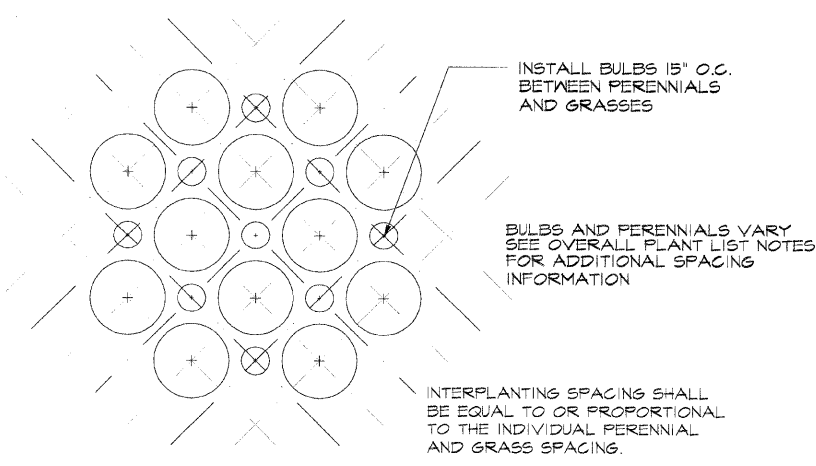 INSTALL BULBS 15" O.C.
BETWEEN PERENNIALS
AND GRASSES
BULBS AND PERENNIALS VARY
SEE OVERALL PLANT LIST NOTES
FOR ADDITIONAL SPACING
INFORMATION
INTERPLANTING SPACING SHALL
BE EQUAL TO OR PROPORTIONAL
TO THE INDIVIDUAL PERENNIAL
AND GRASS SPACING.